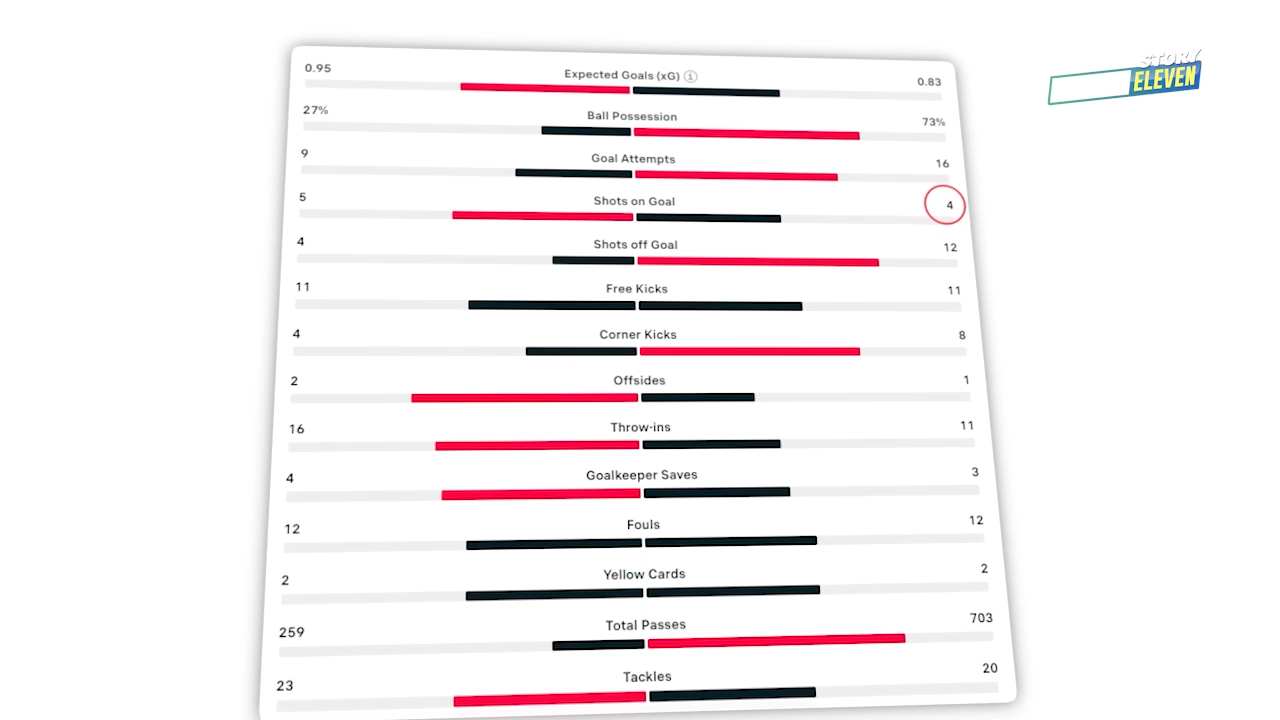 STORY
ELEVEN
0.95 Expected Goals (xG) i 0.83
27% Ball Possession 73%
9 Goal Attempts 16
5 Shots on Goal 4
4 Shots off Goal 12
11 Free Kicks 11
4 Corner Kicks 8
2 Offsides 1
16 Throw-ins 11
4 Goalkeeper Saves 3
12 Fouls 12
2 Yellow Cards 2
259 Total Passes 703
23 Tackles 20